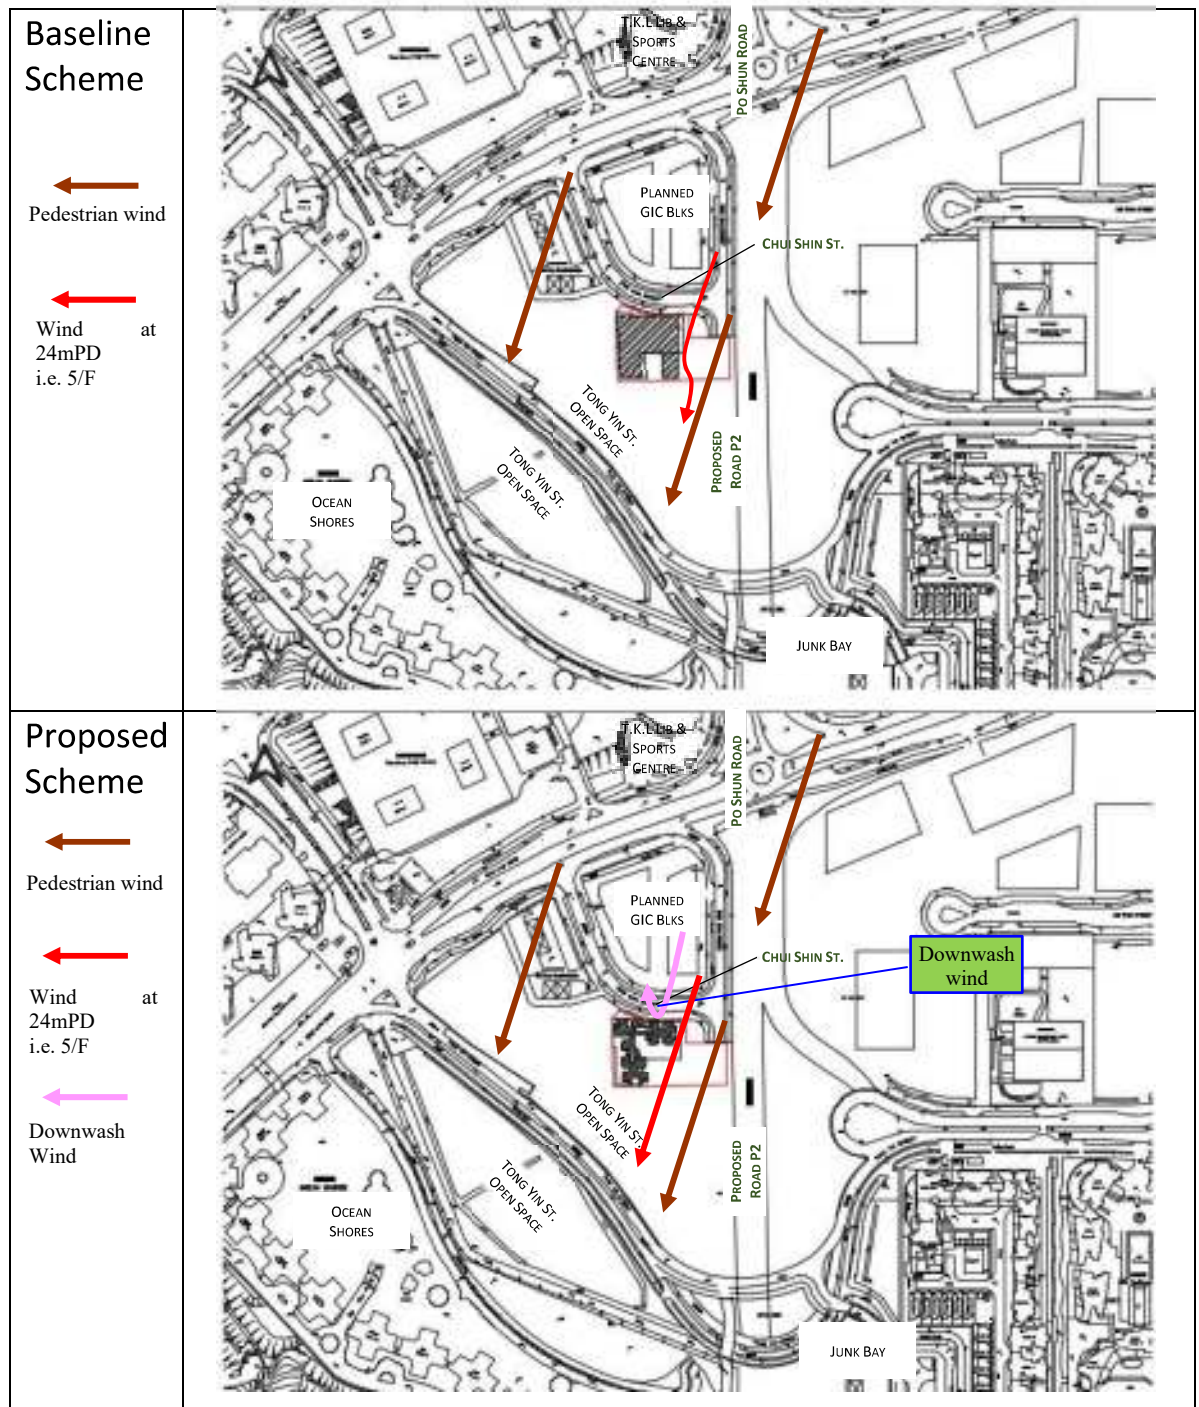 Baseline
Scheme
Pedestrian wind
Wind at
24mPD
i.e. 5/F
T.K.L.LIB &
SPORTS
CENTRE
PO SHUN ROAD
PLANNED
GIC BLKS
CHUI SHIN ST.
TONG YIN ST.
OPEN SPACE
TONG YIN ST.
OPEN SPACE
PROPOSED
ROAD P2
OCEAN
SHORES
JUNK BAY
Proposed
Scheme
Pedestrian wind
Wind at
24mPD
i.e. 5/F
Downwash
Wind
T.K.L.LIB &
SPORTS
CENTRE
PO SHUN ROAD
PLANNED
GIC BLKS
CHUI SHIN ST.
Downwash
wind
TONG YIN ST.
OPEN SPACE
TONG YIN ST.
OPEN SPACE
PROPOSED
ROAD P2
OCEAN
SHORES
JUNK BAY